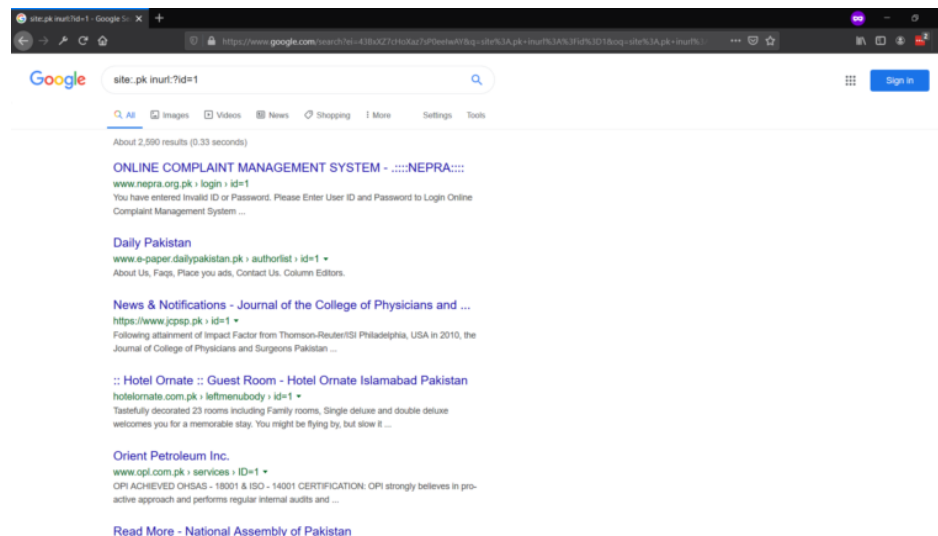 site:.pk inurl:?id=1 - Google Se
https://www.google.com/search?ei=
Google
site:.pk inurl:?id=1
Sign in
All Images Videos News Shopping More Settings Tools
About 2,590 results (0.33 seconds)
ONLINE COMPLAINT MANAGEMENT SYSTEM - .::::NEPRA::::
www.nepra.org.pk › login › id=1
You have entered Invalid ID or Password. Please Enter User ID and Password to Login Online
Complaint Management System ...
Daily Pakistan
www.e-paper.dailypakistan.pk › authorlist › id=1
About Us, Faqs, Place you ads, Contact Us. Column Editors.
News & Notifications - Journal of the College of Physicians and ...
https://www.jcpsp.pk › id=1
Following attainment of Impact Factor from Thomson-Reuter/ISI Philadelphia, USA in 2010, the
Journal of College of Physicians and Surgeons Pakistan ...
:: Hotel Ornate :: Guest Room - Hotel Ornate Islamabad Pakistan
hotelornate.com.pk › leftmenubody › id=1
Tastefully decorated 23 rooms including Family rooms, Single deluxe and double deluxe
welcomes you for a memorable stay. You might be flying by, but slow it ...
Orient Petroleum Inc.
www.opl.com.pk › services › ID=1
OPI ACHIEVED OHSAS - 18001 & ISO - 14001 CERTIFICATION: OPI strongly believes in pro-
active approach and performs regular internal audits and ...
Read More - National Assembly of Pakistan